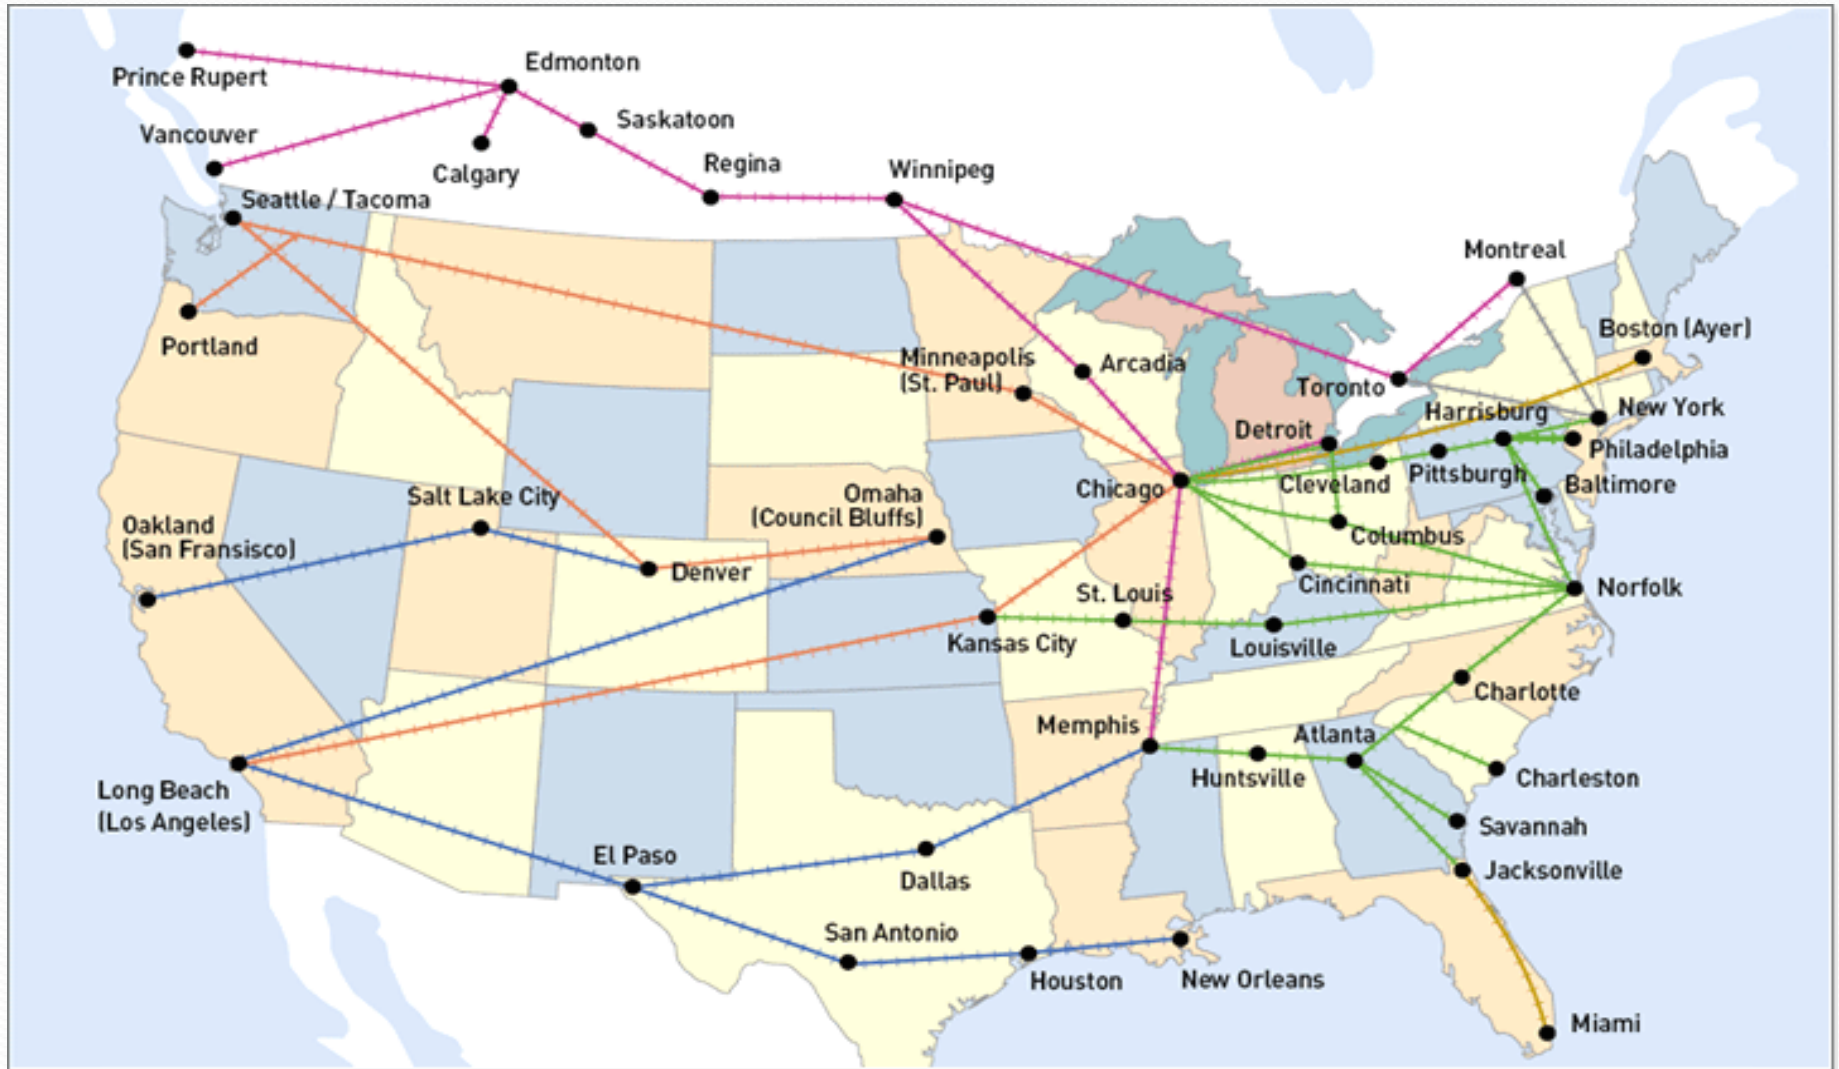 Edmonton
Prince Rupert
Saskatoon
Vancouver
Calgary
Regina
Winnipeg
Seattle / Tacoma
Montreal
Portland
Minneapolis
(St. Paul)
Arcadia
Toronto
Boston (Ayer)
Harrisburg
New York
Detroit
Philadelphia
Pittsburgh
Cleveland
Baltimore
Chicago
Salt Lake City
Omaha
(Council Bluffs)
Oakland
(San Fransisco)
Columbus
Denver
Cincinnati
Norfolk
St. Louis
Kansas City
Louisville
Charlotte
Memphis
Atlanta
Huntsville
Charleston
Long Beach
(Los Angeles)
Savannah
El Paso
Dallas
Jacksonville
San Antonio
Houston
New Orleans
Miami